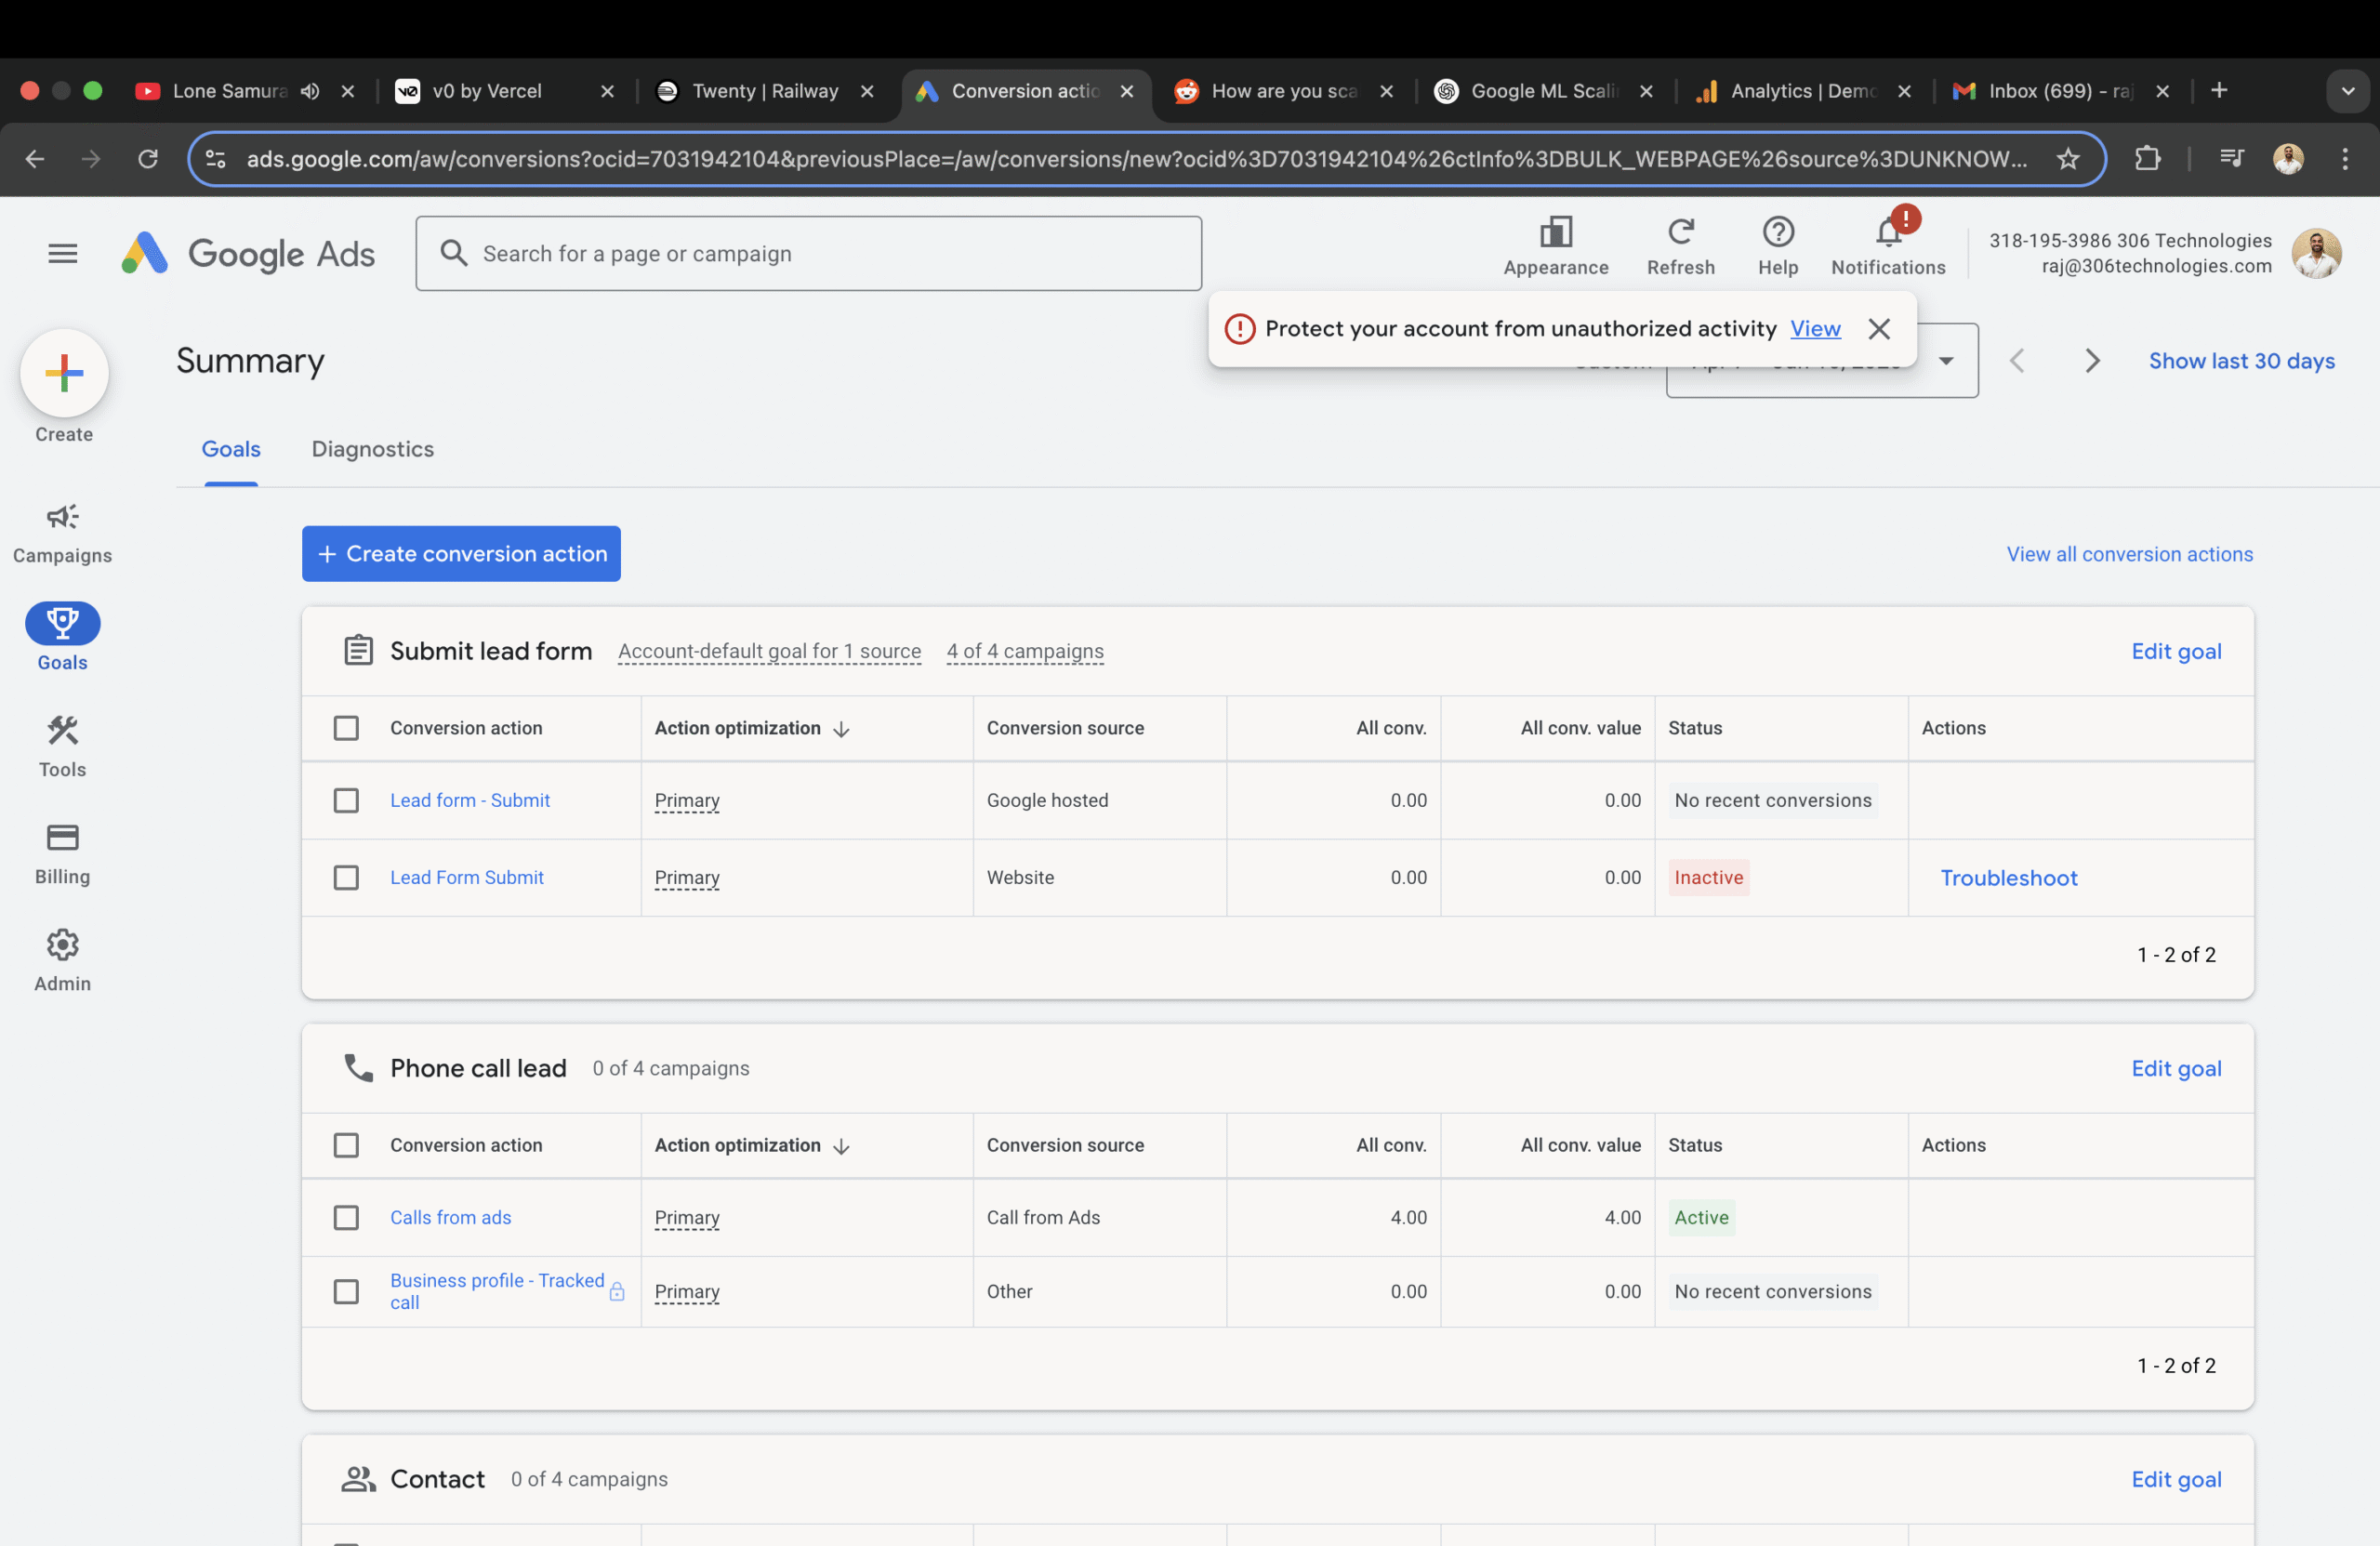 Lone Samura
v0 by Vercel
Twenty | Railway
Conversion actio
How are you sca
Google ML Scali
Analytics | Demo
Inbox (699) - raj
ads.google.com/aw/conversions?ocid=7031942104&previousPlace=/aw/conversions/new?ocid%3D7031942104%26ctInfo%3DBULK_WEBPAGE%26source%3DUNKNOW...
Google Ads
Search for a page or campaign
Appearance
Refresh
Help
Notifications
318-195-3986 306 Technologies
raj@306technologies.com
Protect your account from unauthorized activity View
Summary
Show last 30 days
Create
Goals
Diagnostics
Campaigns
Goals
Tools
Billing
Admin
+ Create conversion action
View all conversion actions
Submit lead form Account-default goal for 1 source 4 of 4 campaigns Edit goal
Conversion action Action optimization Conversion source All conv. All conv. value Status Actions
Lead form - Submit Primary Google hosted 0.00 0.00 No recent conversions
Lead Form Submit Primary Website 0.00 0.00 Inactive Troubleshoot
1 - 2 of 2
Phone call lead 0 of 4 campaigns Edit goal
Conversion action Action optimization Conversion source All conv. All conv. value Status Actions
Calls from ads Primary Call from Ads 4.00 4.00 Active
Business profile - Tracked
call Primary Other 0.00 0.00 No recent conversions
1 - 2 of 2
Contact 0 of 4 campaigns Edit goal